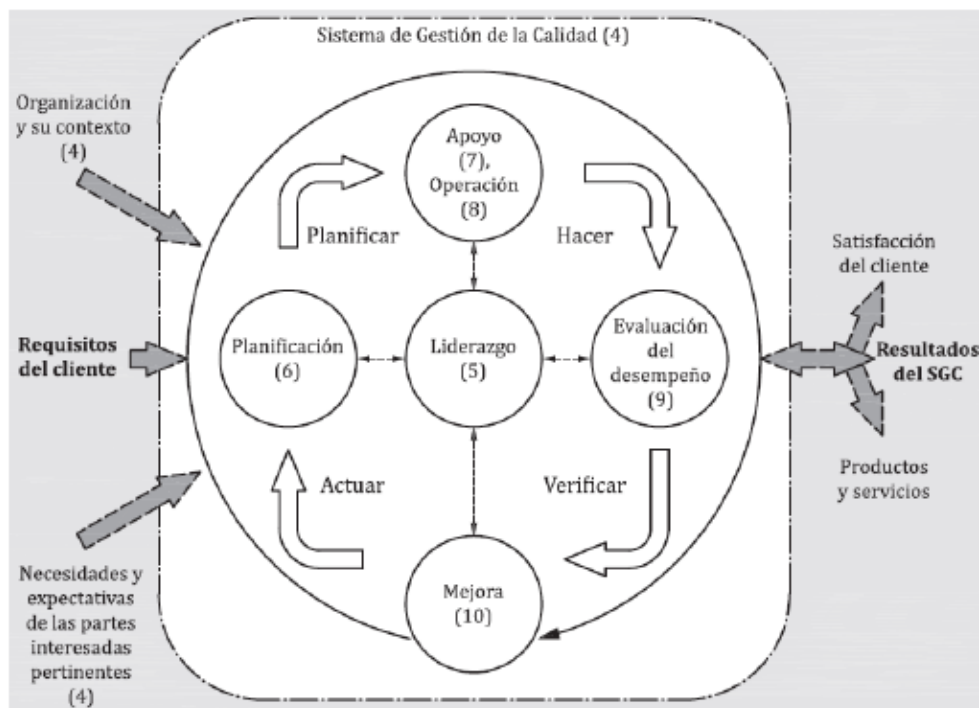 Sistema de Gestión de la Calidad (4)
Organización
y su contexto
(4)
Apoyo
(7),
Operación
(8)
Planificar
Hacer
Satisfacción
del cliente
Requisitos
del cliente
Planificación
(6)
Liderazgo
(5)
Evaluación
del
desempeño
(9)
Resultados
del SGC
Actuar
Verificar
Productos
y servicios
Necesidades y
expectativas
de las partes
interesadas
pertinentes
(4)
Mejora
(10)